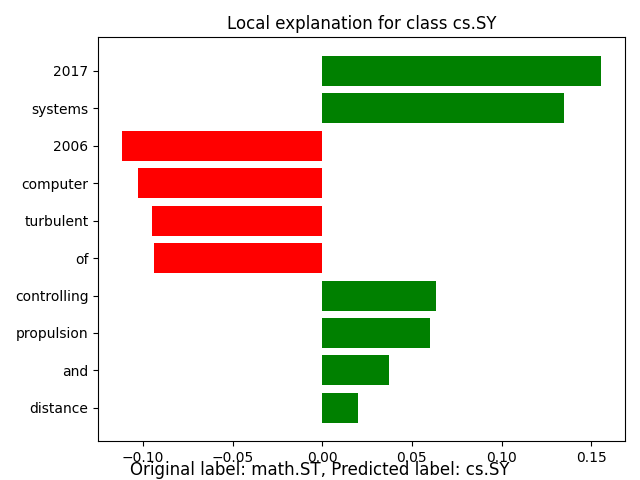 Local explanation for class cs.SY
2017
systems
2006
computer
turbulent
of
controlling
propulsion
and
distance
−0.10 −0.05 0.00 0.05 0.10 0.15
Original label: math.ST, Predicted label: cs.SY